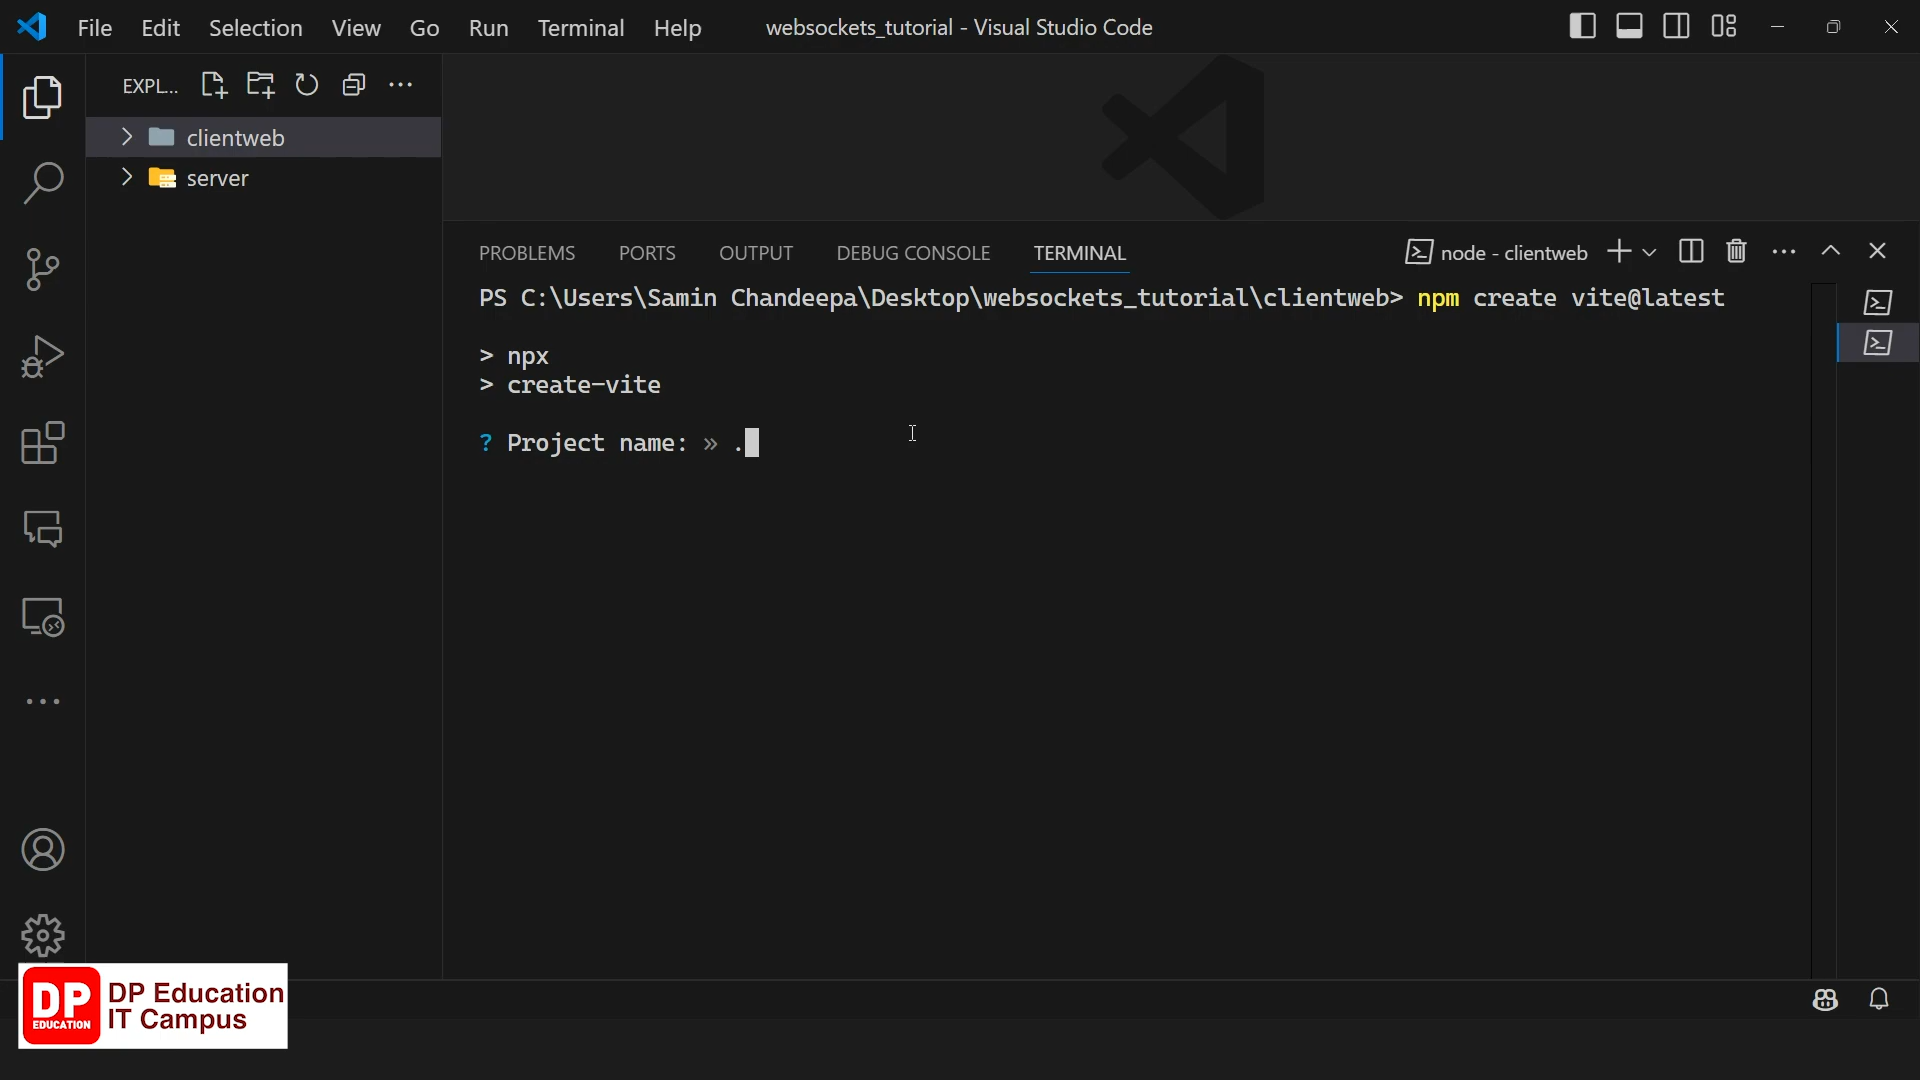 File Edit Selection View Go Run Terminal Help websockets_tutorial - Visual Studio Code
EXPL...
clientweb
server
PROBLEMS PORTS OUTPUT DEBUG CONSOLE TERMINAL node - clientweb
PS C:\Users\Samin Chandeepa\Desktop\websockets_tutorial\clientweb> npm create vite@latest
> npx
> create-vite
? Project name: » .
DP EDUCATION
DP Education
IT Campus